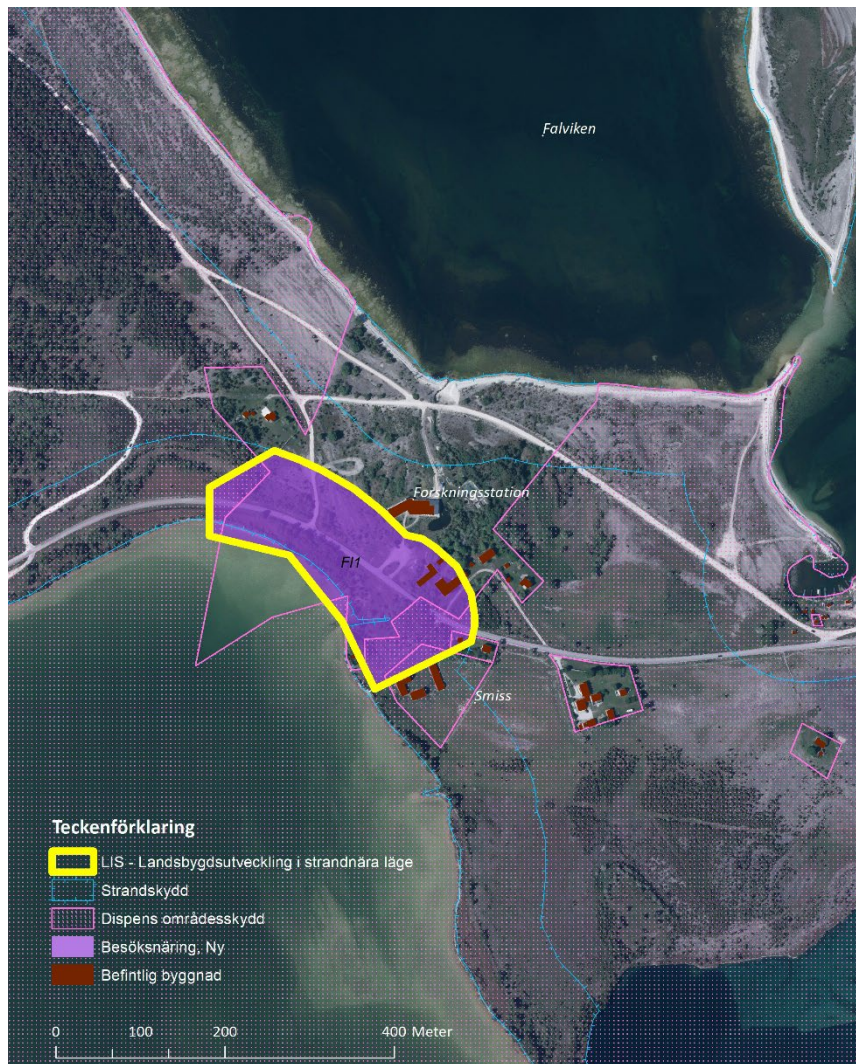 Falviken
Forskningsstation
Fl1
Smiss
Teckenförklaring
LIS - Landsbygdsutveckling i strandnära läge
Strandskydd
Dispens områdesskydd
Besöksnäring, Ny
Befintlig byggnad
0 100 200 400 Meter